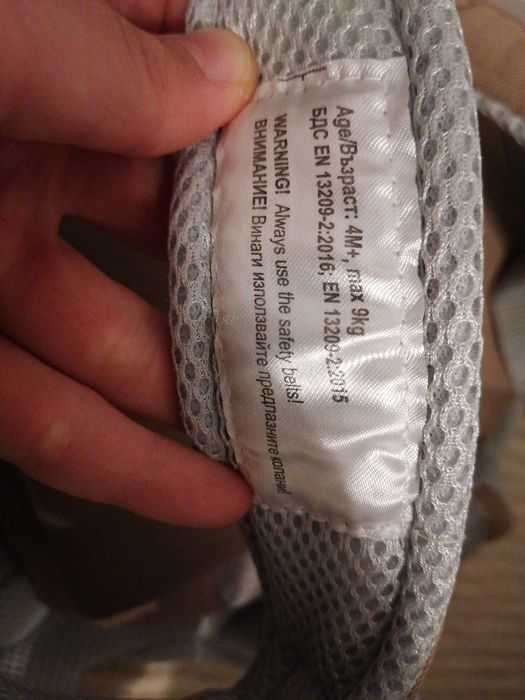 Age/Възраст: 4M+, max 9kg
БДС EN 13209-2:2016; EN 13209-2:2015
WARNING! Always use the safety belts!
ВНИМАНИЕ! Винаги използвайте предпазните колани!